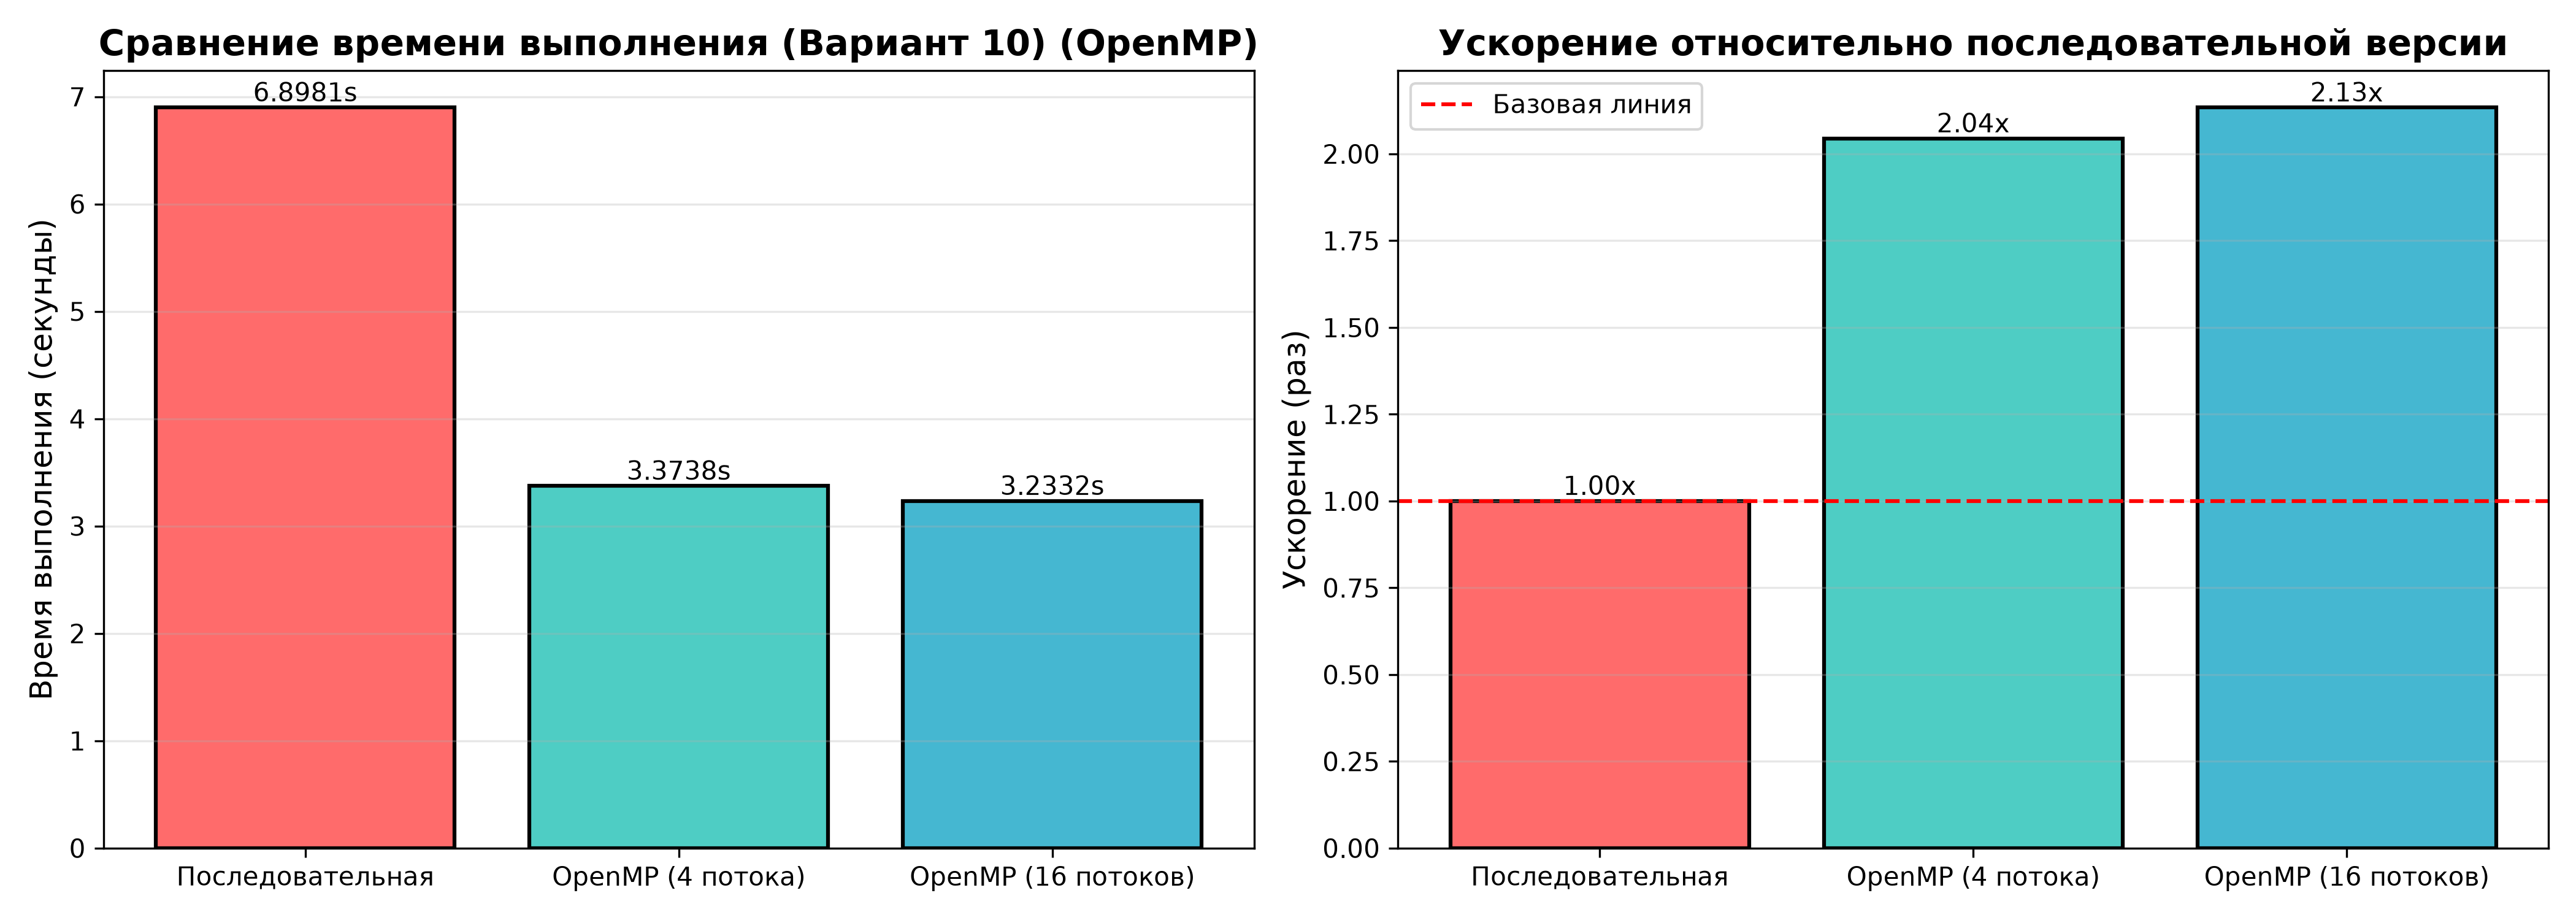 Сравнение времени выполнения (Вариант 10) (OpenMP)
Время выполнения (секунды)
7
6
5
4
3
2
1
0
6.8981s
3.3738s
3.2332s
Последовательная
OpenMP (4 потока)
OpenMP (16 потоков)
Ускорение относительно последовательной версии
Ускорение (раз)
2.00
1.75
1.50
1.25
1.00
0.75
0.50
0.25
0.00
Базовая линия
1.00x
2.04x
2.13x
Последовательная
OpenMP (4 потока)
OpenMP (16 потоков)